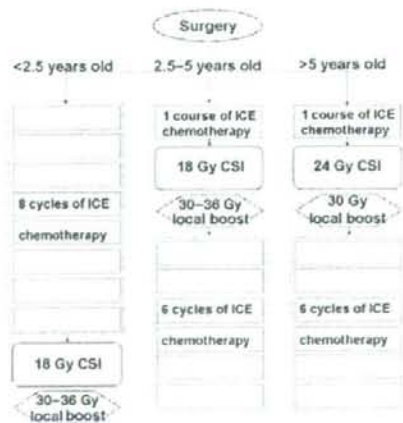 Surgery
<2.5 years old
2.5–5 years old
>5 years old
8 cycles of ICE
chemotherapy
18 Gy CSI
30–36 Gy
local boost
1 course of ICE
chemotherapy
18 Gy CSI
30–36 Gy
local boost
6 cycles of ICE
chemotherapy
1 course of ICE
chemotherapy
24 Gy CSI
30 Gy
local boost
6 cycles of ICE
chemotherapy